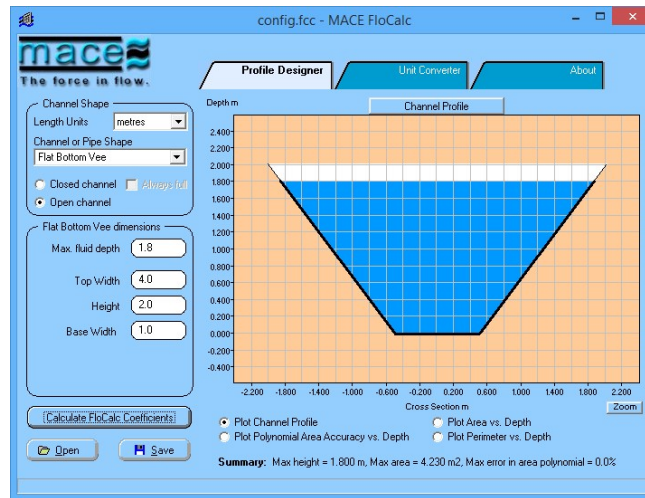 config.fcc - MACE FloCalc
mace
The force in flow.
Profile Designer
Unit Converter
About
Channel Shape
Length Units metres
Channel or Pipe Shape
Flat Bottom Vee
Closed channel Always full
Open channel
Flat Bottom Vee dimensions
Max. fluid depth 1.8
Top Width 4.0
Height 2.0
Base Width 1.0
Calculate FloCalc Coefficients
Open Save
Depth m
Channel Profile
2.400
2.200
2.000
1.800
1.600
1.400
1.200
1.000
0.800
0.600
0.400
0.200
0.000
-0.200
-0.400
-2.200 -1.800 -1.400 -1.000 -0.600 -0.200 0.200 0.600 1.000 1.400 1.800 2.200
Cross Section m
Zoom
Plot Channel Profile Plot Area vs. Depth
Plot Polynomial Area Accuracy vs. Depth Plot Perimeter vs. Depth
Summary: Max height = 1.800 m, Max area = 4.230 m2, Max error in area polynomial = 0.0%